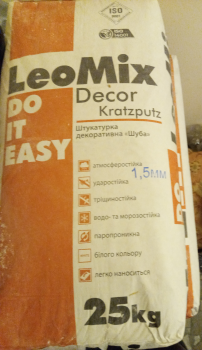 ISO
LeoMix
DO
IT
EASY
Decor
Kratzputz
Штукатурка
декоративна «Шуба»
атмосферостійка
1,5мм
ударостійка
тріщиностійка
водо- та морозостійка
паропроникна
білого кольору
легко наноситься
25kg